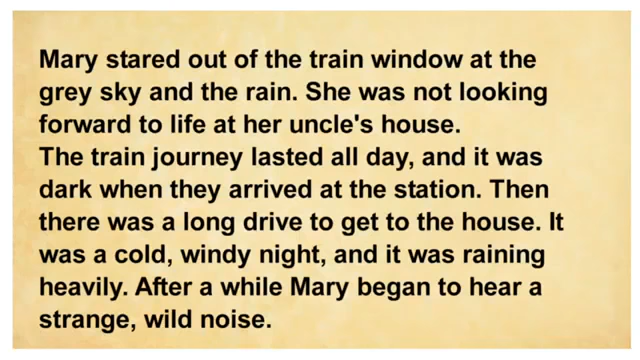 Mary stared out of the train window at the
grey sky and the rain. She was not looking
forward to life at her uncle's house.
The train journey lasted all day, and it was
dark when they arrived at the station. Then
there was a long drive to get to the house. It
was a cold, windy night, and it was raining
heavily. After a while Mary began to hear a
strange, wild noise.